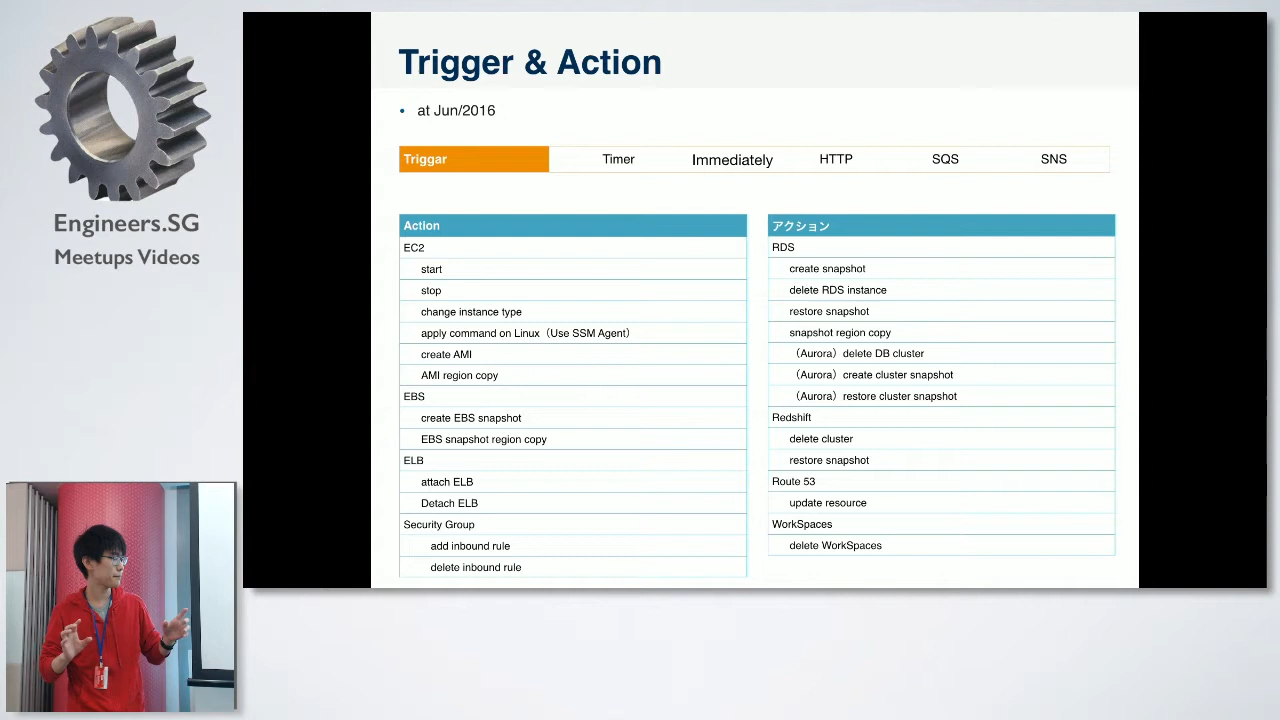 Engineers.SG
Meetups Videos
Trigger & Action
• at Jun/2016
Triggar Timer Immediately HTTP SQS SNS
Action
EC2
start
stop
change instance type
apply command on Linux（Use SSM Agent）
create AMI
AMI region copy
EBS
create EBS snapshot
EBS snapshot region copy
ELB
attach ELB
Detach ELB
Security Group
add inbound rule
delete inbound rule
アクション
RDS
create snapshot
delete RDS instance
restore snapshot
snapshot region copy
（Aurora）delete DB cluster
（Aurora）create cluster snapshot
（Aurora）restore cluster snapshot
Redshift
delete cluster
restore snapshot
Route 53
update resource
WorkSpaces
delete WorkSpaces